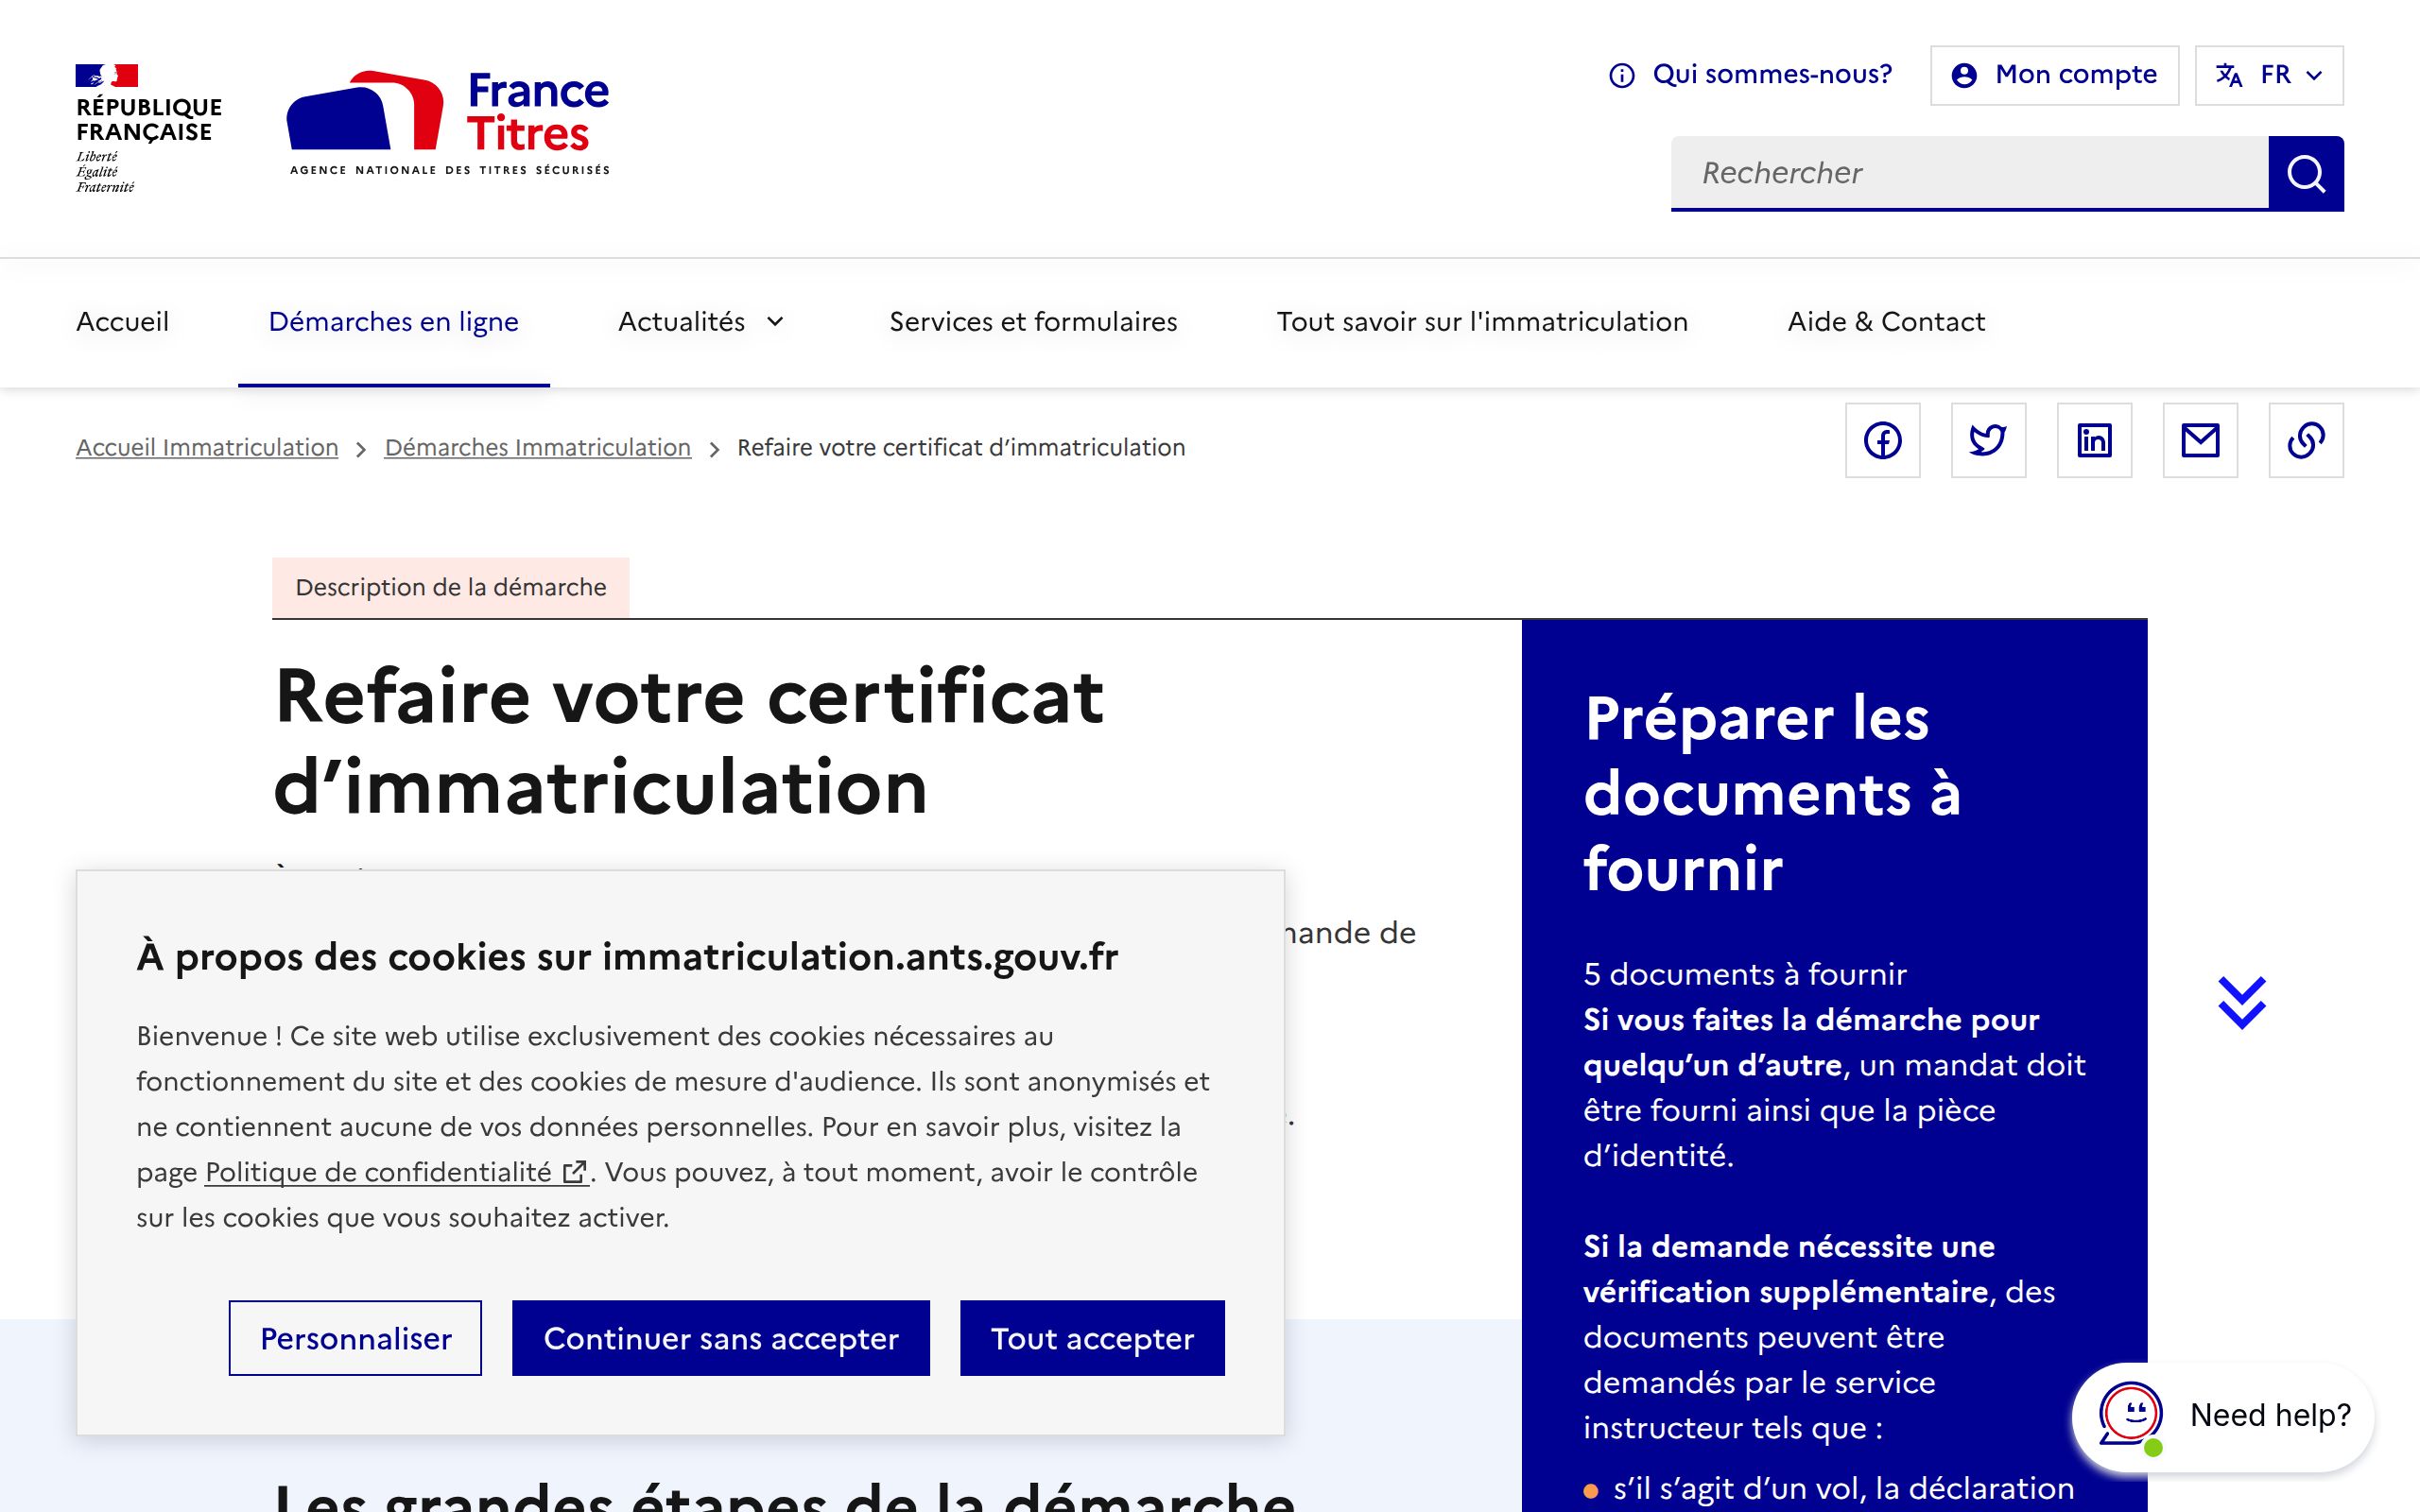 RÉPUBLIQUE
FRANÇAISE
Liberté
Égalité
Fraternité
France
Titres
AGENCE NATIONALE DES TITRES SÉCURISÉS
Qui sommes-nous?
Mon compte
FR
Rechercher
Accueil
Démarches en ligne
Actualités
Services et formulaires
Tout savoir sur l'immatriculation
Aide & Contact
Accueil Immatriculation
Démarches Immatriculation
Refaire votre certificat d’immatriculation
Description de la démarche
Refaire votre certificat
d’immatriculation
de
À propos des cookies sur immatriculation.ants.gouv.fr
Bienvenue ! Ce site web utilise exclusivement des cookies nécessaires au
fonctionnement du site et des cookies de mesure d'audience. Ils sont anonymisés et
ne contiennent aucune de vos données personnelles. Pour en savoir plus, visitez la
page Politique de confidentialité. Vous pouvez, à tout moment, avoir le contrôle
sur les cookies que vous souhaitez activer.
Personnaliser
Continuer sans accepter
Tout accepter
Les grandes étapes de la démarche
Préparer les
documents à
fournir
5 documents à fournir
Si vous faites la démarche pour
quelqu’un d’autre, un mandat doit
être fourni ainsi que la pièce
d’identité.
Si la demande nécessite une
vérification supplémentaire, des
documents peuvent être
demandés par le service
instructeur tels que :
s’il s’agit d’un vol, la déclaration
Need help?